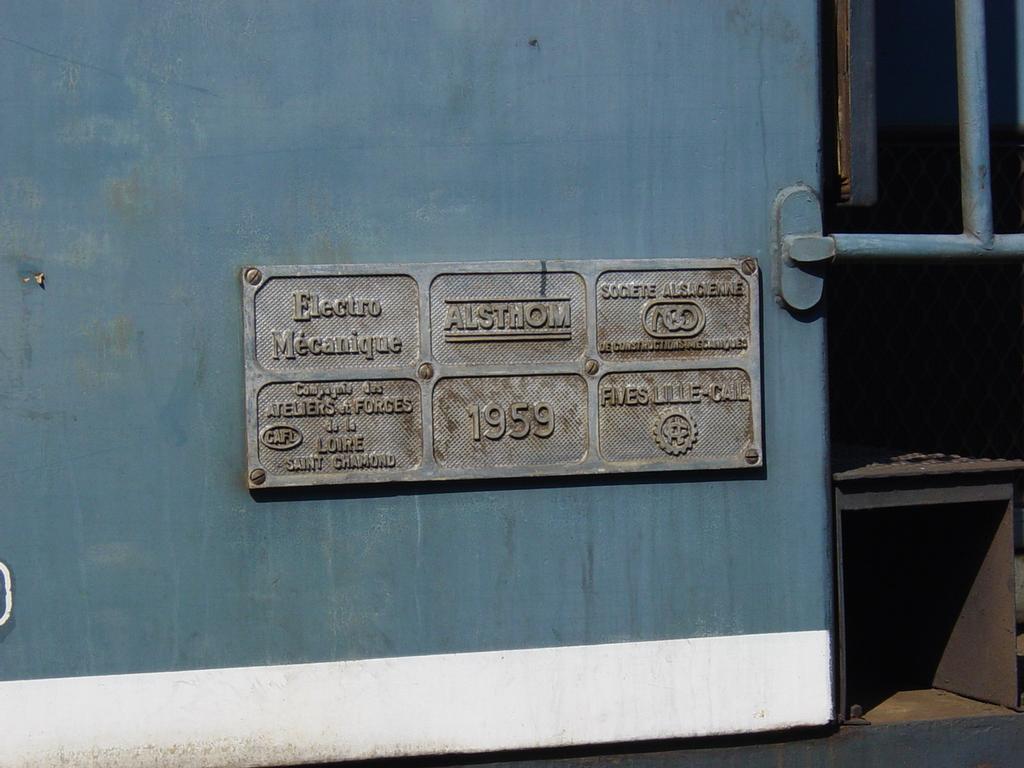 Electro
Mécanique
ALSTHOM
SOCIETE ALSACIENNE
DE CONSTRUCTIONS MECANIQUES
Compagnie des
ATELIERS et FORGES
de la
CAFL
LOIRE
SAINT CHAMOND
1959
FIVES LILLE-CAIL